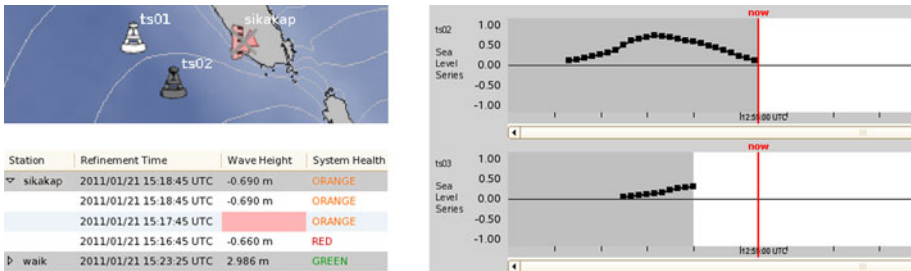 ts01
sikakap
ts02
Station Refinement Time Wave Height System Health
sikakap 2011/01/21 15:18:45 UTC -0.690 m ORANGE
2011/01/21 15:18:45 UTC -0.690 m ORANGE
2011/01/21 15:17:45 UTC ORANGE
2011/01/21 15:16:45 UTC -0.660 m RED
waik 2011/01/21 15:23:25 UTC 2.986 m GREEN
now
ts02
Sea
Level
Series
1.00
0.50
0.00
-0.50
-1.00
UTC
now
ts03
Sea
Level
Series
1.00
0.50
0.00
-0.50
-1.00
UTC